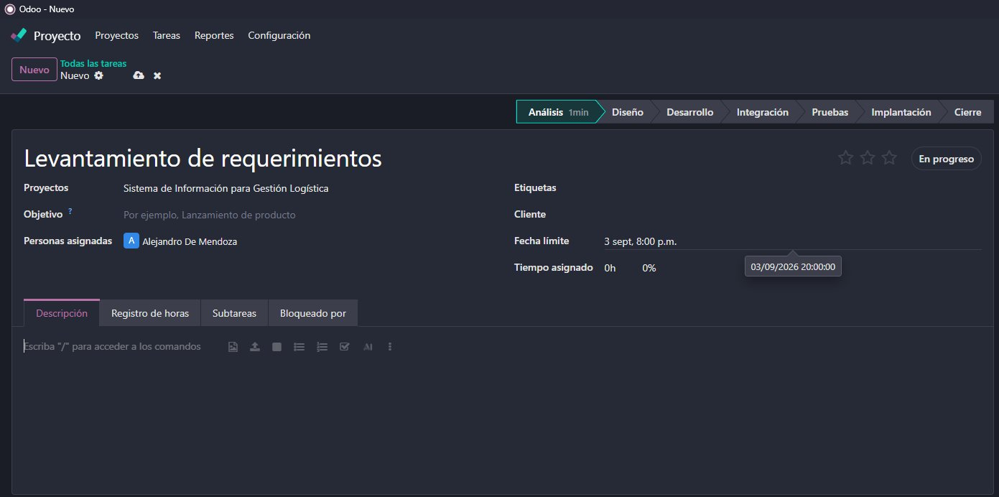 Odoo - Nuevo
Proyecto Proyectos Tareas Reportes Configuración
Nuevo Todas las tareas
Nuevo
Análisis 1min Diseño Desarrollo Integración Pruebas Implantación Cierre
Levantamiento de requerimientos En progreso
Proyectos Sistema de Información para Gestión Logística Etiquetas
Objetivo ? Por ejemplo, Lanzamiento de producto Cliente
Personas asignadas A Alejandro De Mendoza Fecha límite 3 sept, 8:00 p.m.
Tiempo asignado 0h 0% 03/09/2026 20:00:00
Descripción Registro de horas Subtareas Bloqueado por
Escriba "/" para acceder a los comandos AI